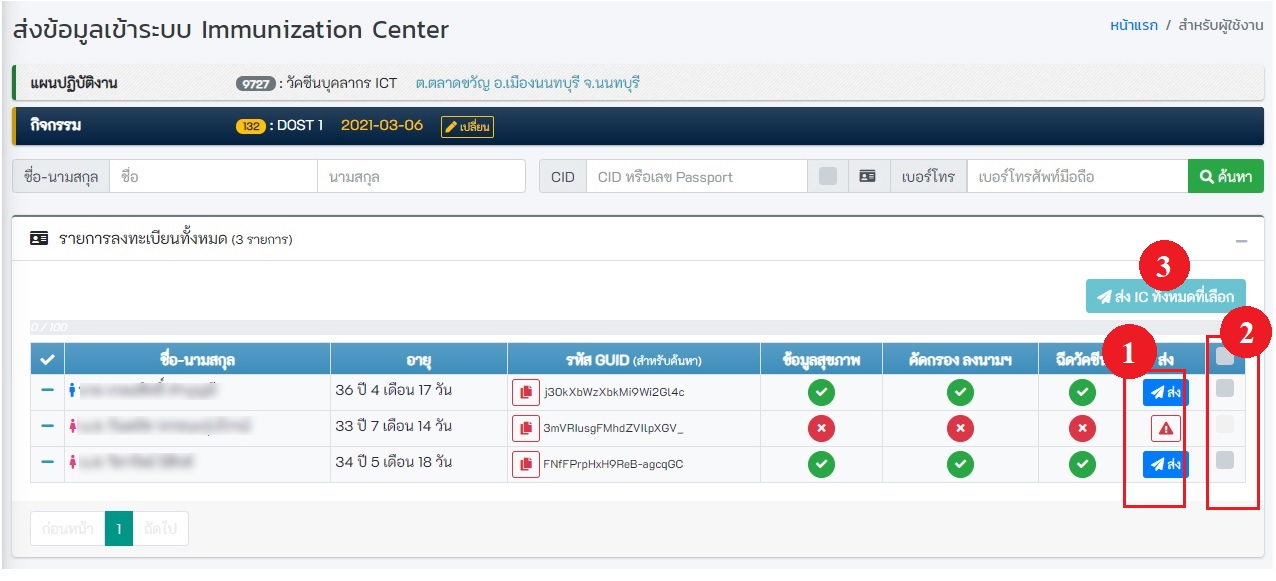 ส่งข้อมูลเข้าระบบ Immunization Center
หน้าแรก / สำหรับผู้ใช้งาน
แผนปฏิบัติงาน 9727 : วัคซีนบุคลากร ICT ต.ตลาดขวัญ อ.เมืองนนทบุรี จ.นนทบุรี
กิจกรรม 132 : DOST 1 2021-03-06 เปลี่ยน
ชื่อ-นามสกุล ชื่อ นามสกุล CID CID หรือเลข Passport เบอร์โทร เบอร์โทรศัพท์มือถือ ค้นหา
รายการลงทะเบียนทั้งหมด (3 รายการ)
3
ส่ง IC ทั้งหมดที่เลือก
0 / 100
1 2
ชื่อ-นามสกุล อายุ รหัส GUID (สำหรับค้นหา) ข้อมูลสุขภาพ คัดกรอง ลงนามฯ ฉีดวัคซีน ส่ง
36 ปี 4 เดือน 17 วัน j30kXbWzXbkMi9Wi2Gl4c ส่ง
33 ปี 7 เดือน 14 วัน 3mVRIusgFMhdZVIlpXGV_
34 ปี 5 เดือน 18 วัน FNfFPrpHxH9ReB-agcqGC ส่ง
ก่อนหน้า 1 ถัดไป